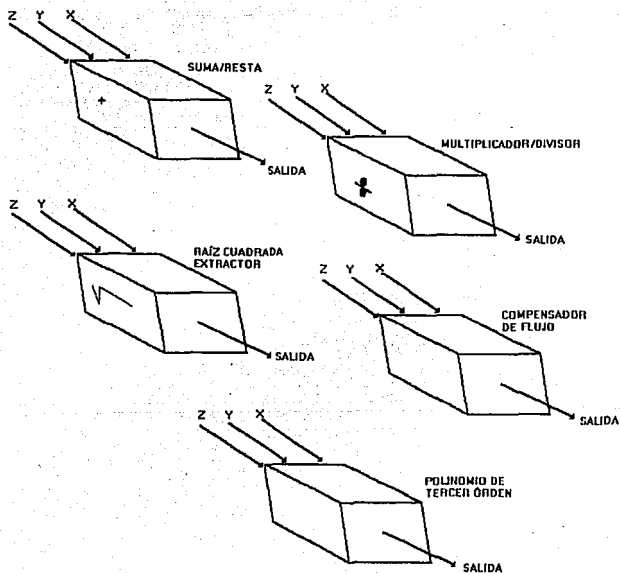 Z Y X
SUMA/RESTA
+
SALIDA
Z Y X
MULTIPLICADOR/DIVISOR
SALIDA
Z Y X
RAÍZ CUADRADA
EXTRACTOR
√
SALIDA
Z Y X
COMPENSADOR
DE FLUJO
SALIDA
Z Y X
POLINOMIO DE
TERCER ÓRDEN
SALIDA